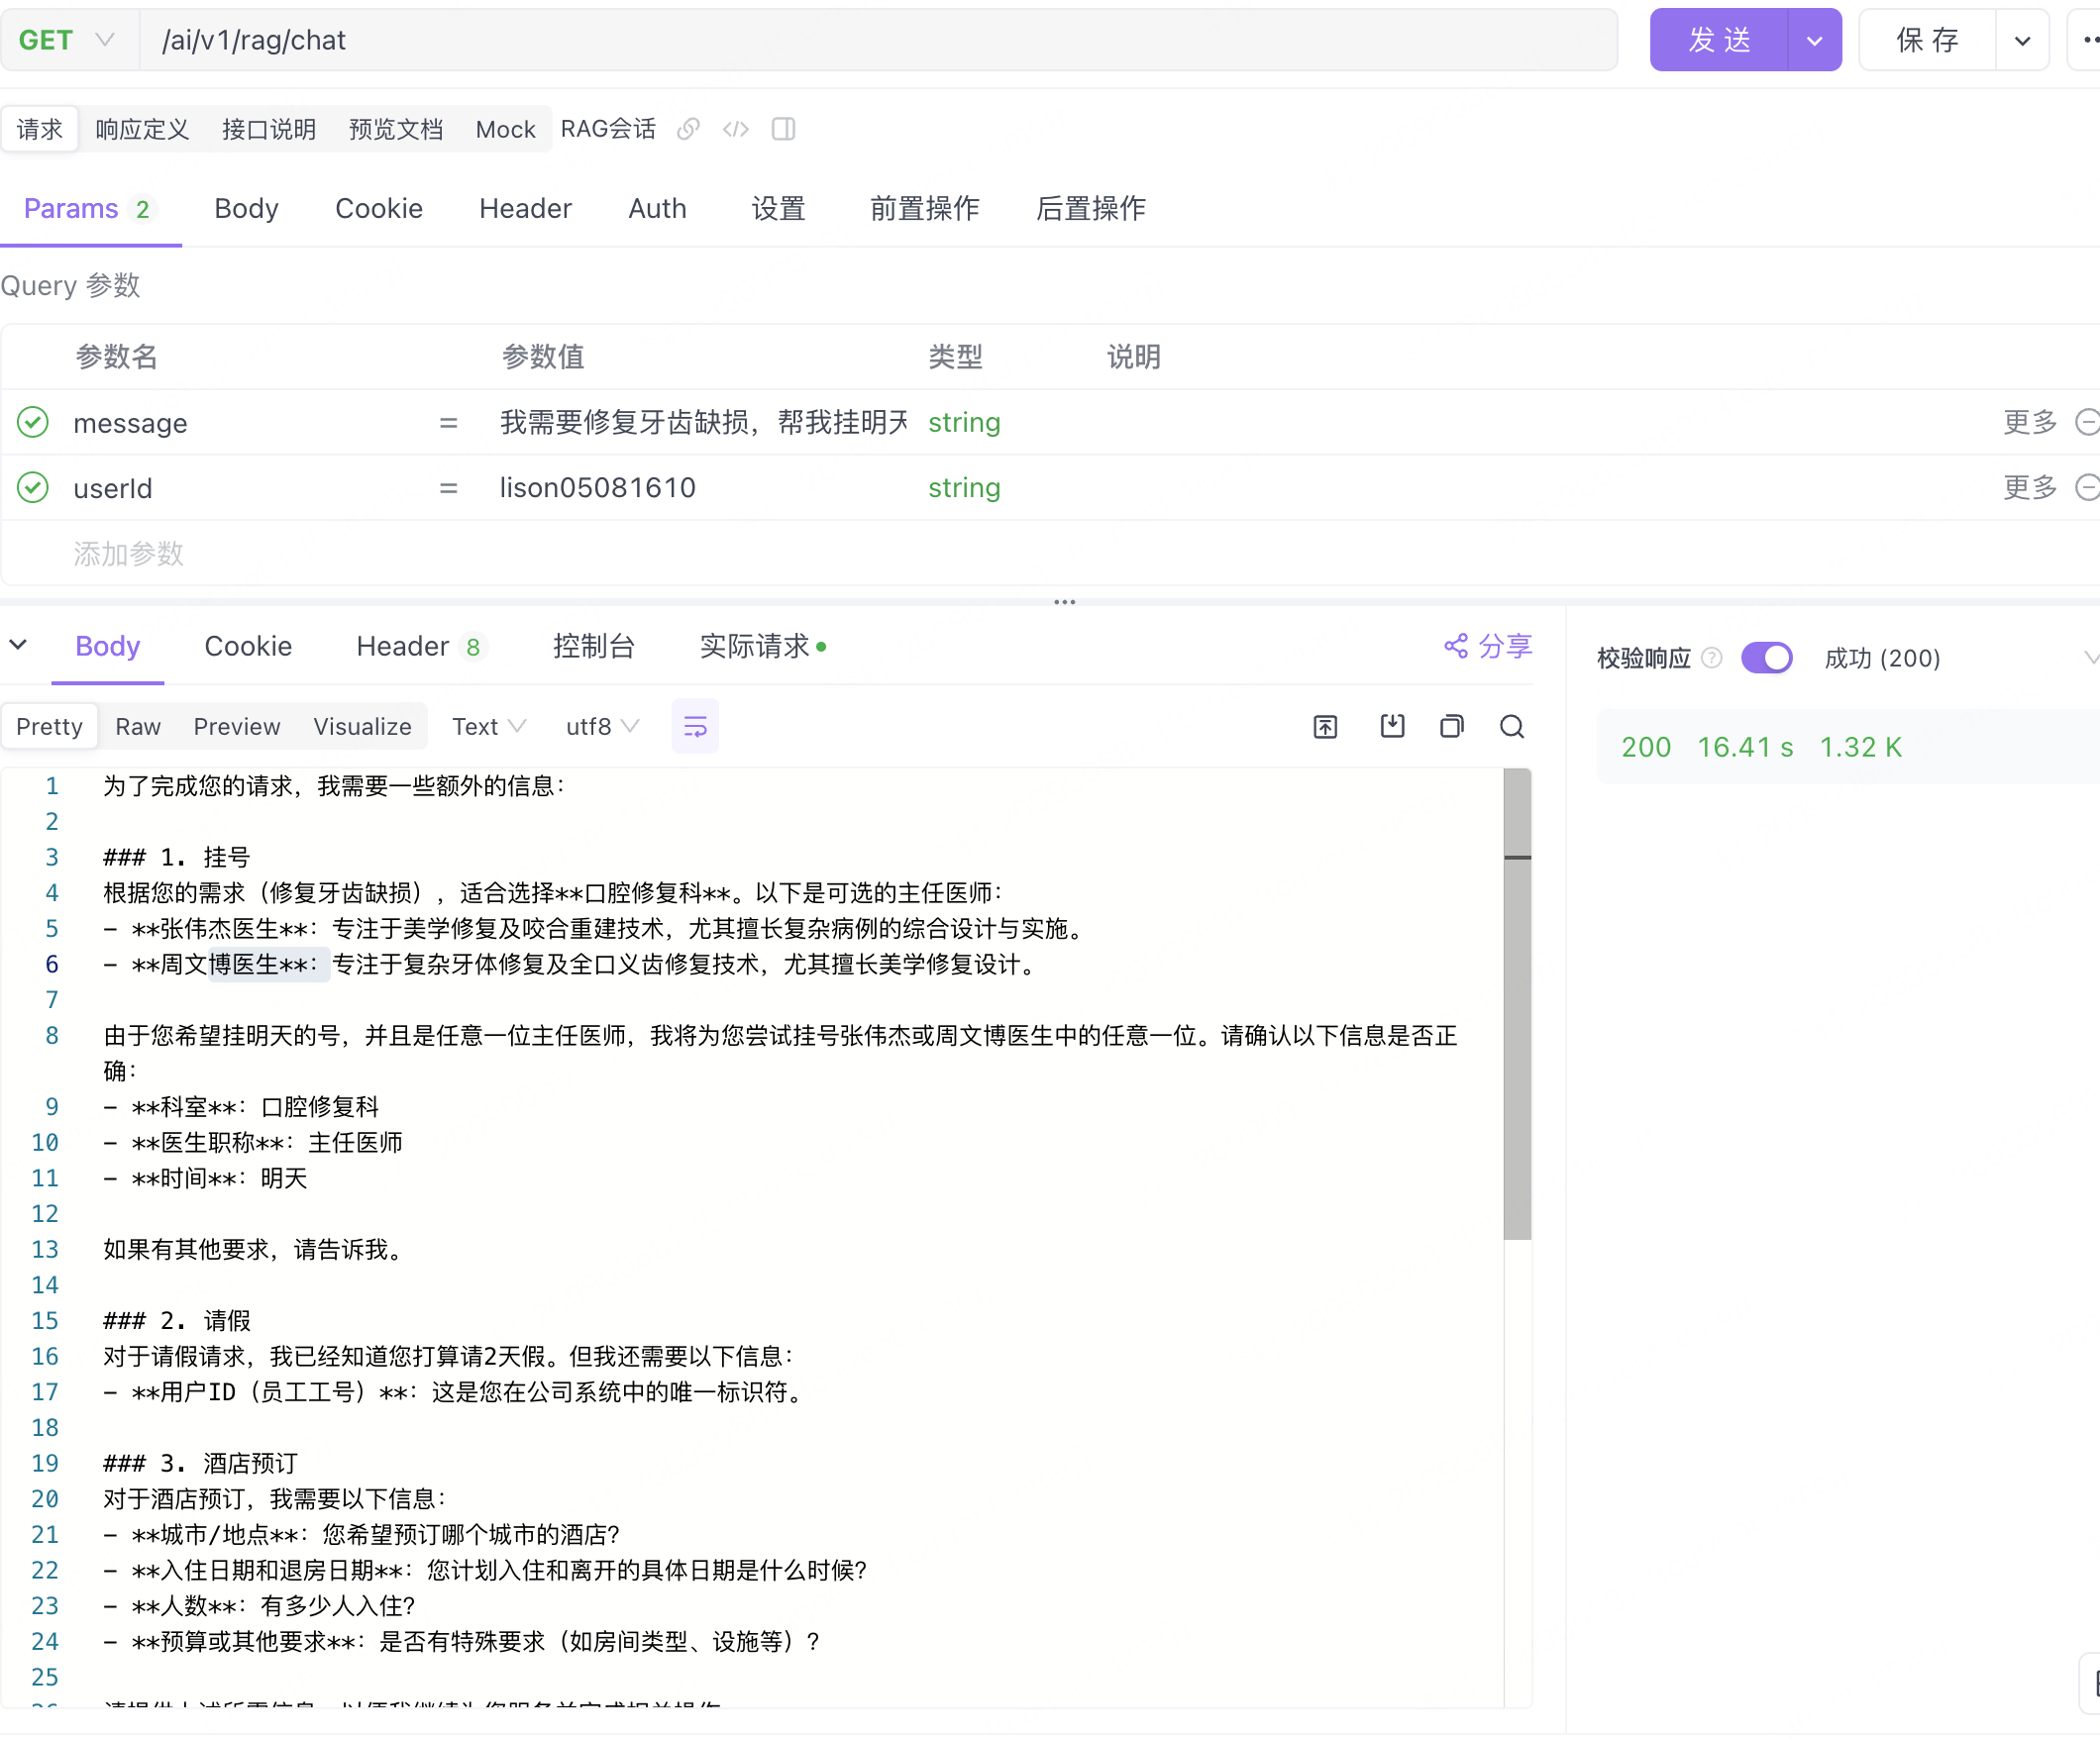 GET /ai/v1/rag/chat 发 送 保 存
请求 响应定义 接口说明 预览文档 Mock RAG会话
Params 2 Body Cookie Header Auth 设置 前置操作 后置操作
Query 参数
参数名 参数值 类型 说明
message = 我需要修复牙齿缺损，帮我挂明天 string 更多
userId = lison05081610 string 更多
添加参数
Body Cookie Header 8 控制台 实际请求 分享
校验响应 成功 (200)
Pretty Raw Preview Visualize Text utf8
200 16.41 s 1.32 K
1 为了完成您的请求，我需要一些额外的信息：
2
3 ### 1. 挂号
4 根据您的需求（修复牙齿缺损），适合选择**口腔修复科**。以下是可选的主任医师：
5 - **张伟杰医生**：专注于美学修复及咬合重建技术，尤其擅长复杂病例的综合设计与实施。
6 - **周文博医生**：专注于复杂牙体修复及全口义齿修复技术，尤其擅长美学修复设计。
7
8 由于您希望挂明天的号，并且是任意一位主任医师，我将为您尝试挂号张伟杰或周文博医生中的任意一位。请确认以下信息是否正
确：
9 - **科室**：口腔修复科
10 - **医生职称**：主任医师
11 - **时间**：明天
12
13 如果有其他要求，请告诉我。
14
15 ### 2. 请假
16 对于请假请求，我已经知道您打算请2天假。但我还需要以下信息：
17 - **用户ID（员工工号）**：这是您在公司系统中的唯一标识符。
18
19 ### 3. 酒店预订
20 对于酒店预订，我需要以下信息：
21 - **城市/地点**：您希望预订哪个城市的酒店？
22 - **入住日期和退房日期**：您计划入住和离开的具体日期是什么时候？
23 - **人数**：有多少人入住？
24 - **预算或其他要求**：是否有特殊要求（如房间类型、设施等）？
25